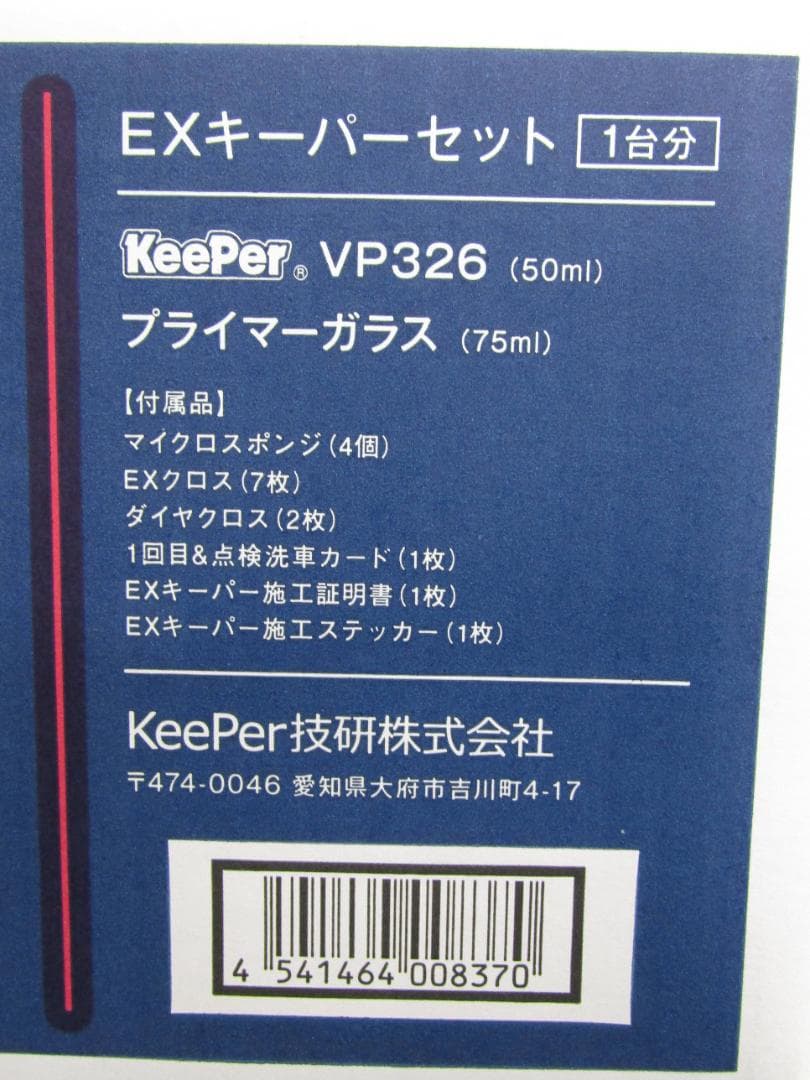 EXキーパーセット 1台分
KeePer® VP326 (50ml)
プライマーガラス (75ml)
【付属品】
マイクロスポンジ(4個)
EXクロス(7枚)
ダイヤクロス(2枚)
1回目&点検洗車カード(1枚)
EXキーパー施工証明書(1枚)
EXキーパー施工ステッカー(1枚)
KeePer技研株式会社
〒474-0046 愛知県大府市吉川町4-17
4 541464 008370